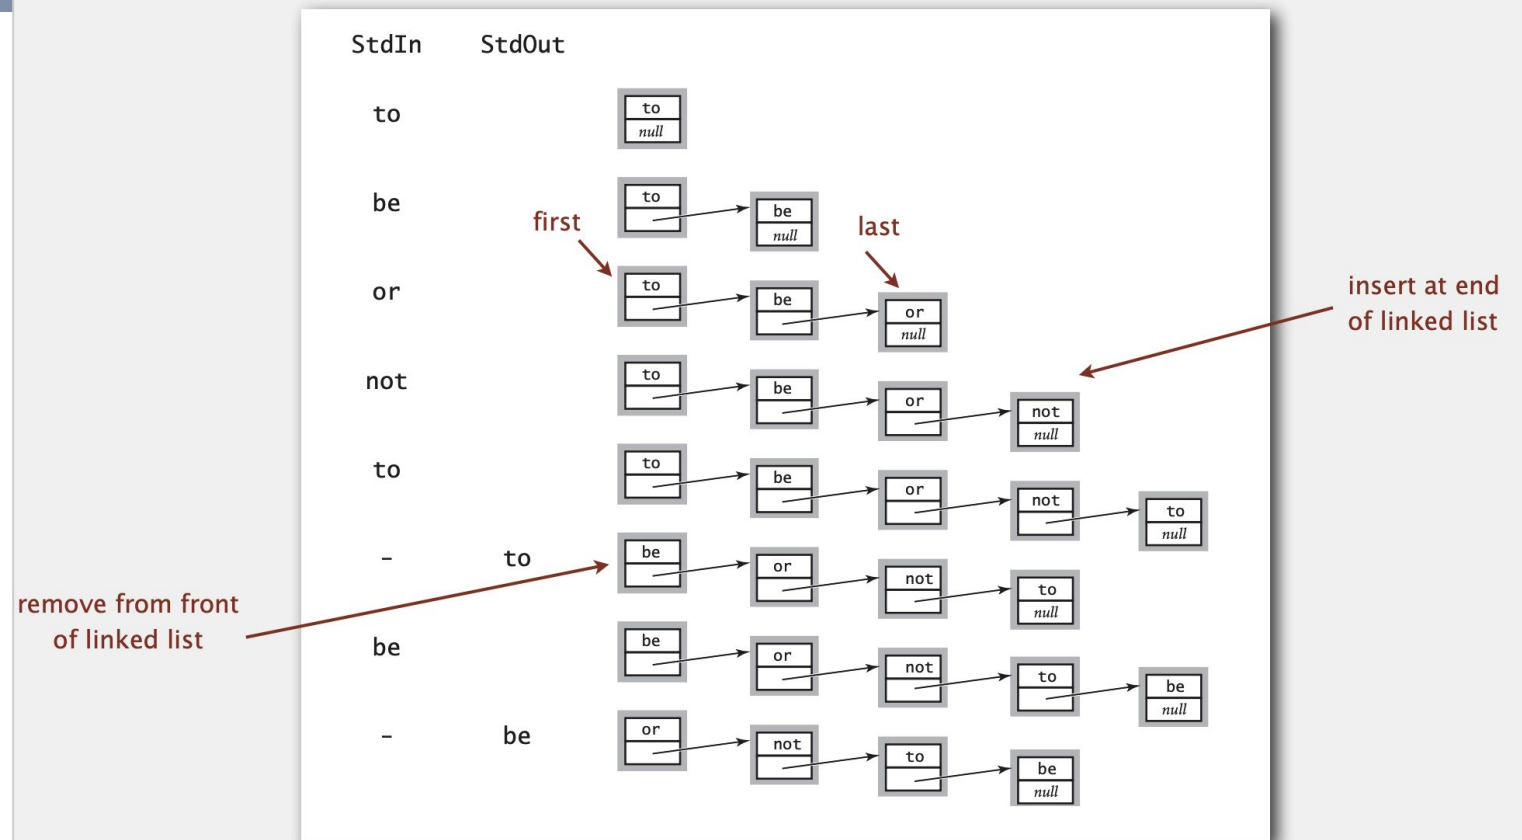 StdIn StdOut
to
to
null
be
to
be
null
first
last
or
to
be
or
null
insert at end
of linked list
not
to
be
or
not
null
to
to
be
or
not
to
null
– to
be
or
not
to
null
remove from front
of linked list
be
be
or
not
to
be
null
– be
or
not
to
be
null